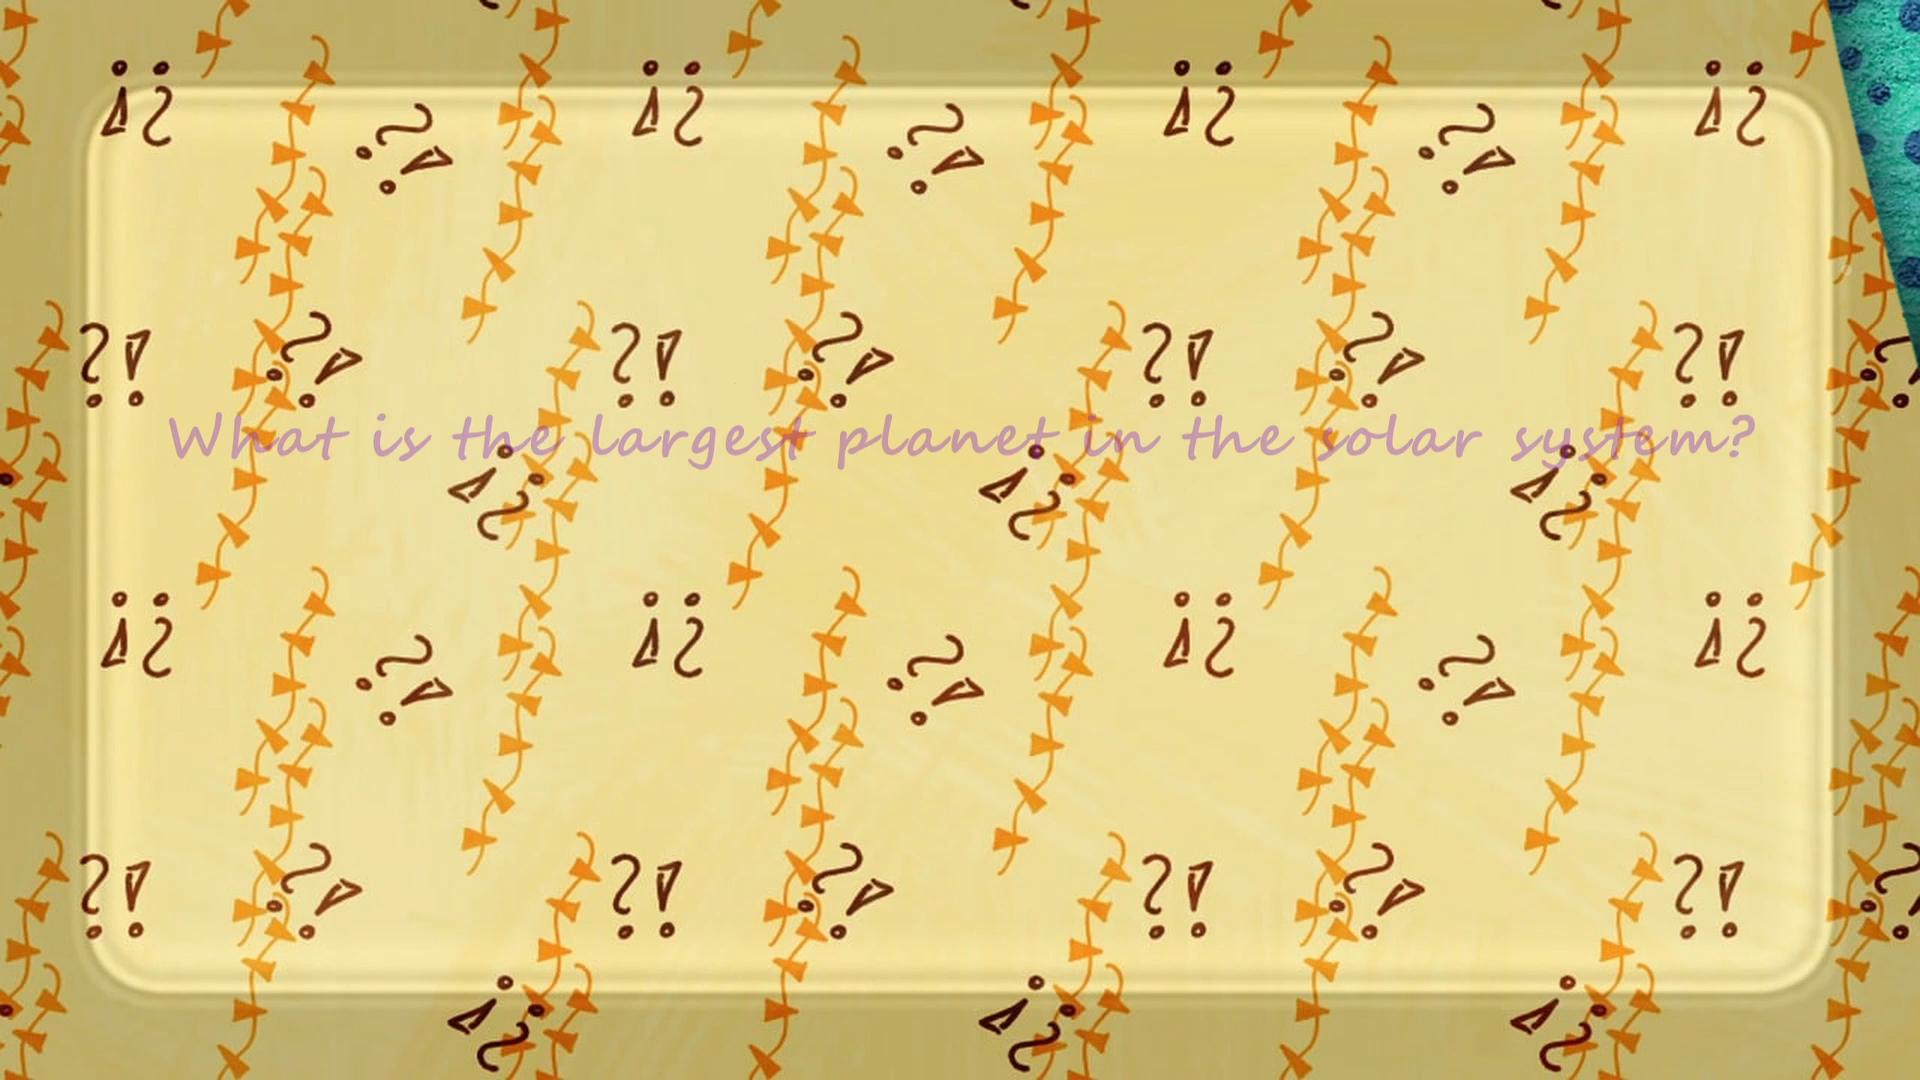 What is the largest planet in the solar system?